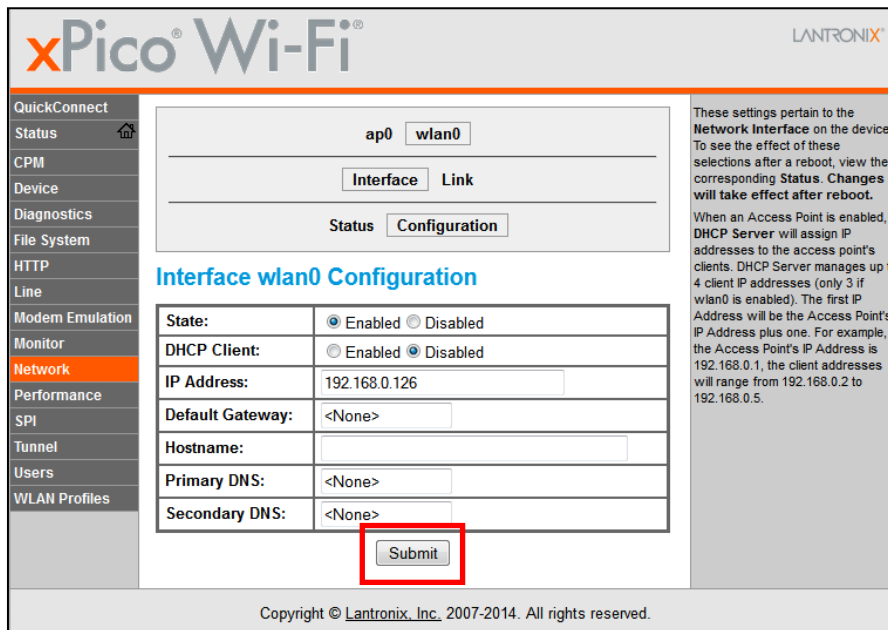 xPico® Wi-Fi®
LANTRONIX®
QuickConnect
Status
CPM
Device
Diagnostics
File System
HTTP
Line
Modem Emulation
Monitor
Network
Performance
SPI
Tunnel
Users
WLAN Profiles
ap0 wlan0
Interface Link
Status Configuration
Interface wlan0 Configuration
State: Enabled Disabled
DHCP Client: Enabled Disabled
IP Address: 192.168.0.126
Default Gateway: <None>
Hostname:
Primary DNS: <None>
Secondary DNS: <None>
Submit
These settings pertain to the
Network Interface on the device
To see the effect of these
selections after a reboot, view the
corresponding Status. Changes
will take effect after reboot.
When an Access Point is enabled,
DHCP Server will assign IP
addresses to the access point's
clients. DHCP Server manages up
4 client IP addresses (only 3 if
wlan0 is enabled). The first IP
Address will be the Access Point's
IP Address plus one. For example,
the Access Point's IP Address is
192.168.0.1, the client addresses
will range from 192.168.0.2 to
192.168.0.5.
Copyright © Lantronix, Inc. 2007-2014. All rights reserved.